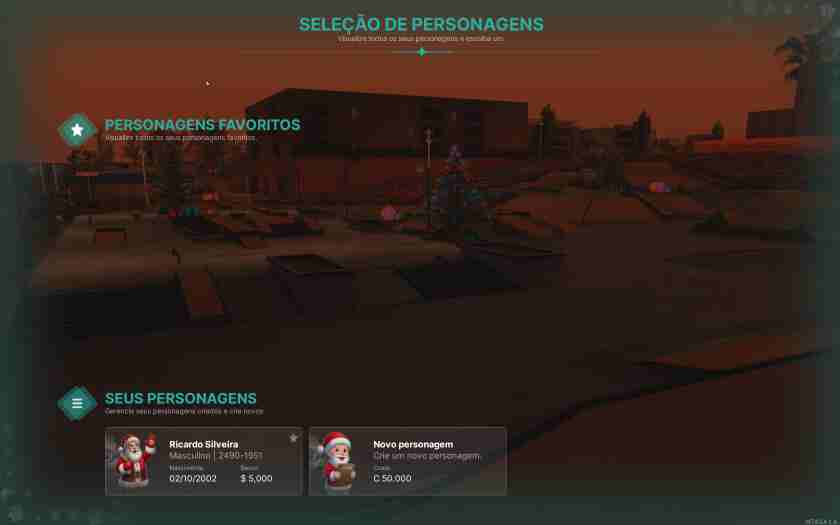 SELEÇÃO DE PERSONAGENS
Visualize todos os seus personagens e escolha um.
PERSONAGENS FAVORITOS
Visualize todos os seus personagens favoritos.
SEUS PERSONAGENS
Gerencie seus personagens criados e crie novos
Ricardo Silveira
Masculino | 2490-1951
Nascimento
Banco
02/10/2002
$ 5,000
Novo personagem
Crie um novo personagem.
Custo
C 50.000